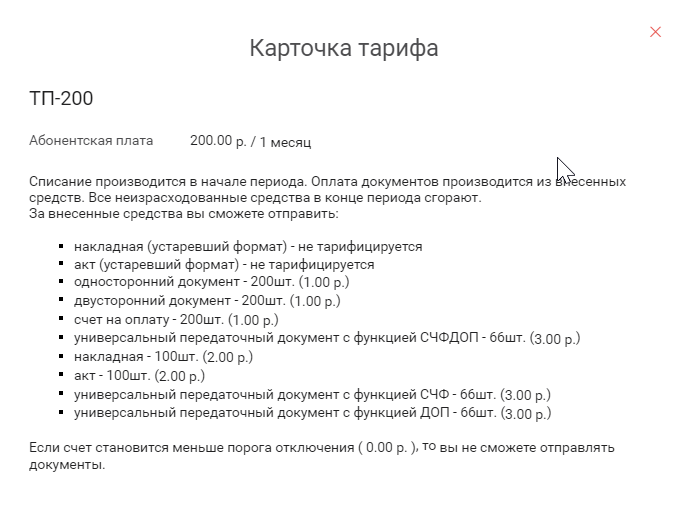 Карточка тарифа
ТП-200
Абонентская плата 200.00 р. / 1 месяц
Списание производится в начале периода. Оплата документов производится из внесенных
средств. Все неизрасходованные средства в конце периода сгорают.
За внесенные средства вы сможете отправить:
накладная (устаревший формат) - не тарифицируется
акт (устаревший формат) - не тарифицируется
односторонний документ - 200шт. (1.00 р.)
двусторонний документ - 200шт. (1.00 р.)
счет на оплату - 200шт. (1.00 р.)
универсальный передаточный документ с функцией СЧФДОП - 66шт. (3.00 р.)
накладная - 100шт. (2.00 р.)
акт - 100шт. (2.00 р.)
универсальный передаточный документ с функцией СЧФ - 66шт. (3.00 р.)
универсальный передаточный документ с функцией ДОП - 66шт. (3.00 р.)
Если счет становится меньше порога отключения ( 0.00 р. ), то вы не сможете отправлять
документы.